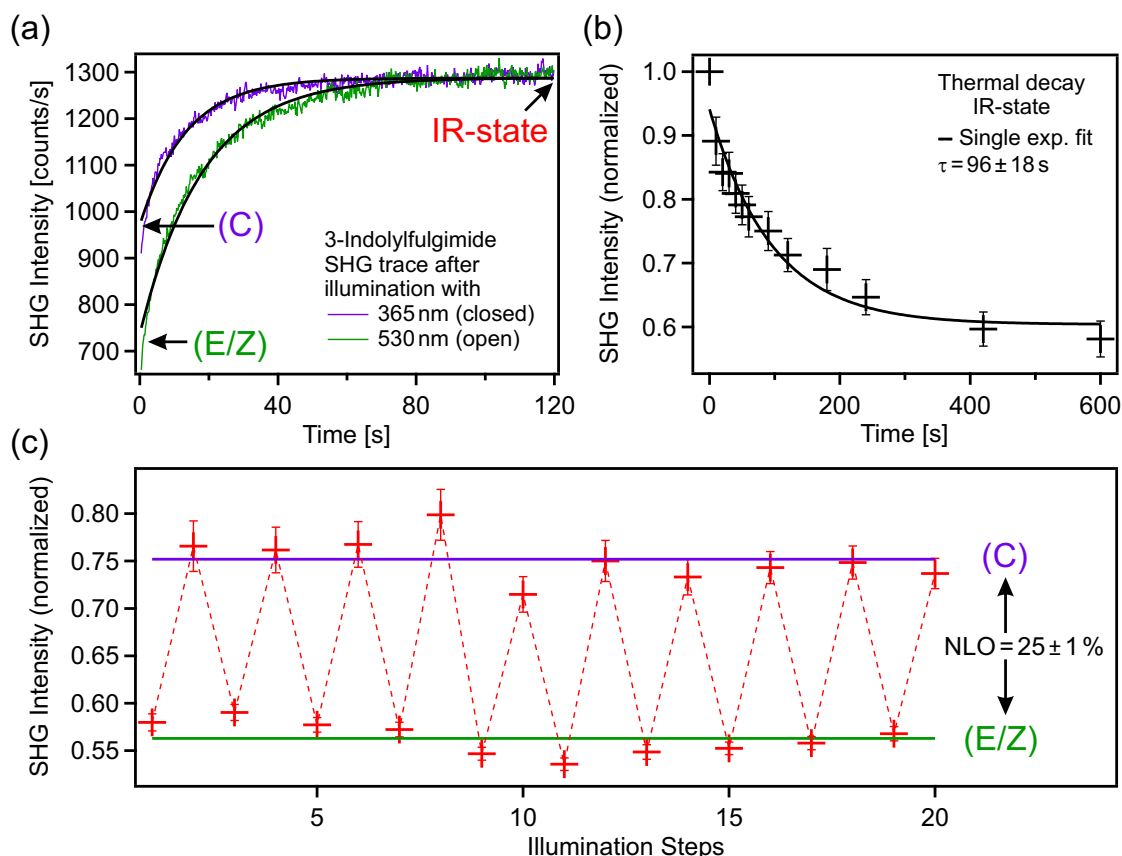 (a)
SHG Intensity [counts/s]
1300
1200
1100
1000
900
800
700
0
20
40
60
80
100
120
Time [s]
IR-state
(C)
(E/Z)
3-Indolylfulgimide
SHG trace after
illumination with
365 nm (closed)
530 nm (open)
(b)
SHG Intensity (normalized)
1.0
0.9
0.8
0.7
0.6
0
200
400
600
Time [s]
Thermal decay
IR-state
Single exp. fit
τ = 96 ± 18 s
(c)
SHG Intensity (normalized)
0.80
0.75
0.70
0.65
0.60
0.55
5
10
15
20
Illumination Steps
(C)
NLO = 25 ± 1 %
(E/Z)